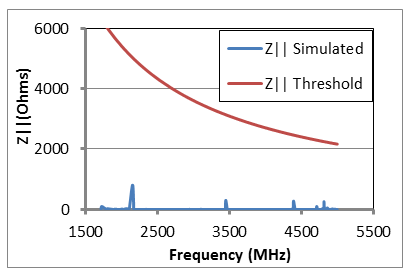 6000
4000
2000
0
Z||(Ohms)
Z|| Simulated
Z|| Threshold
1500 2500 3500 4500 5500
Frequency (MHz)